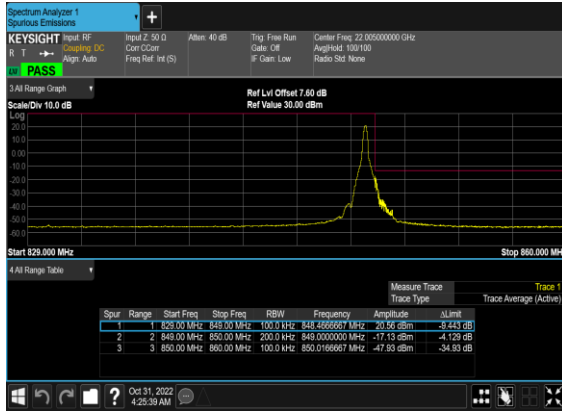 Spectrum Analyzer 1
Spurious Emissions
+
KEYSIGHT Input: RF Input Z: 50 Ω Atten: 40 dB Trig: Free Run Center Freq: 22.005000000 GHz
R T Coupling: DC Corr CCorr Gate: Off Avg|Hold: 100/100
Align: Auto Freq Ref: Int (S) IF Gain: Low Radio Std: None
PASS
3 All Range Graph
Ref Lvl Offset 7.60 dB
Scale/Div 10.0 dB Ref Value 30.00 dBm
Log
20.0
10.0
0.00
-10.0
-20.0
-30.0
-40.0
-50.0
-60.0
Start 829.000 MHz Stop 860.000 MH
4 All Range Table
Measure Trace Trace 1
Trace Type Trace Average (Active)
Spur Range Start Freq Stop Freq RBW Frequency Amplitude ΔLimit
1 1 829.00 MHz 849.00 MHz 100.0 kHz 848.4666667 MHz 20.56 dBm -9.443 dB
2 2 849.00 MHz 850.00 MHz 200.0 kHz 849.0000000 MHz -17.13 dBm -4.129 dB
3 3 850.00 MHz 860.00 MHz 100.0 kHz 850.0166667 MHz -47.93 dBm -34.93 dB
? Oct 31, 2022
4:25:39 AM